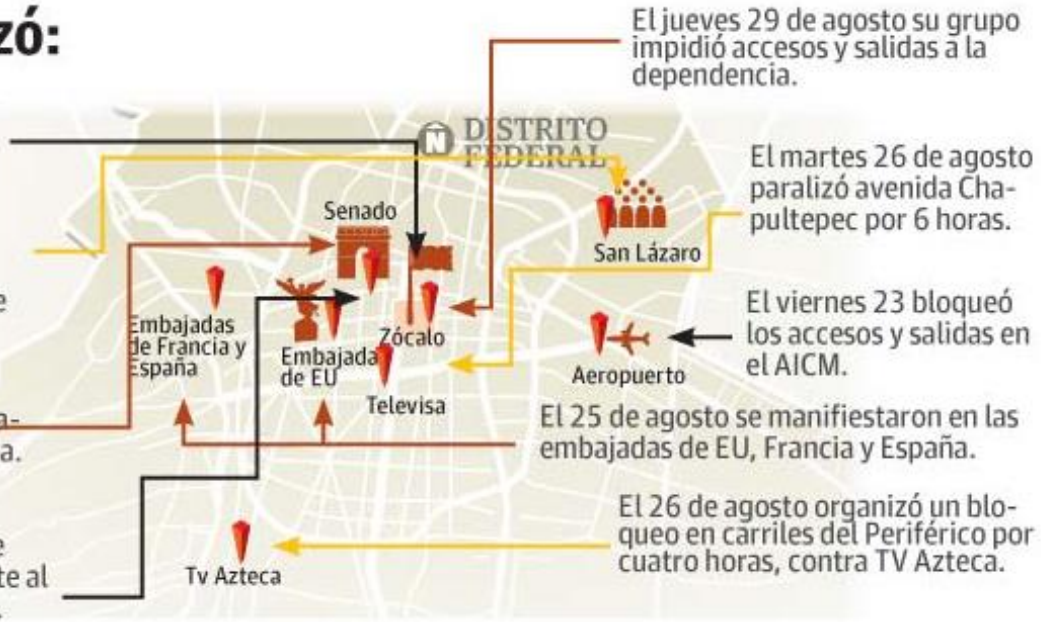 zó:
El jueves 29 de agosto su grupo
impidió accesos y salidas a la
dependencia.
N
DISTRITO
FEDERAL
El martes 26 de agosto
paralizó avenida Cha-
pultepec por 6 horas.
Senado
San Lázaro
e
El viernes 23 bloqueó
los accesos y salidas en
el AICM.
Embajadas
de Francia y
España
Embajada
de EU
Zócalo
Aeropuerto
Televisa
a-
a.
El 25 de agosto se manifiestaron en las
embajadas de EU, Francia y España.
El 26 de agosto organizó un blo-
queo en carriles del Periférico por
cuatro horas, contra TV Azteca.
e
te al
Tv Azteca